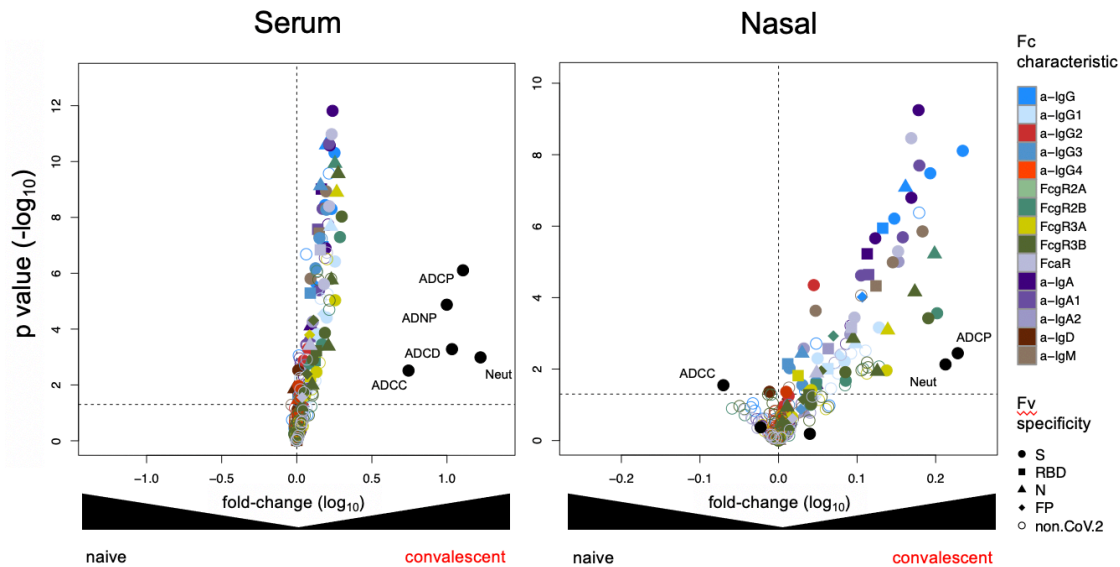 Serum
Nasal
Fc
characteristic
a-IgG
a-IgG1
a-IgG2
a-IgG3
a-IgG4
FcgR2A
FcgR2B
FcgR3A
FcgR3B
FcaR
a-IgA
a-IgA1
a-IgA2
a-IgD
a-IgM
Fv
specificity
S
RBD
N
FP
non.CoV.2
p value (-log10)
12
10
8
6
4
2
0
ADCP
ADNP
ADCD
ADCC
Neut
-1.0
-0.5
0.0
0.5
1.0
fold-change (log10)
naive
convalescent
10
8
6
4
2
0
ADCC
ADCP
Neut
-0.2
-0.1
0.0
0.1
0.2
fold-change (log10)
naive
convalescent